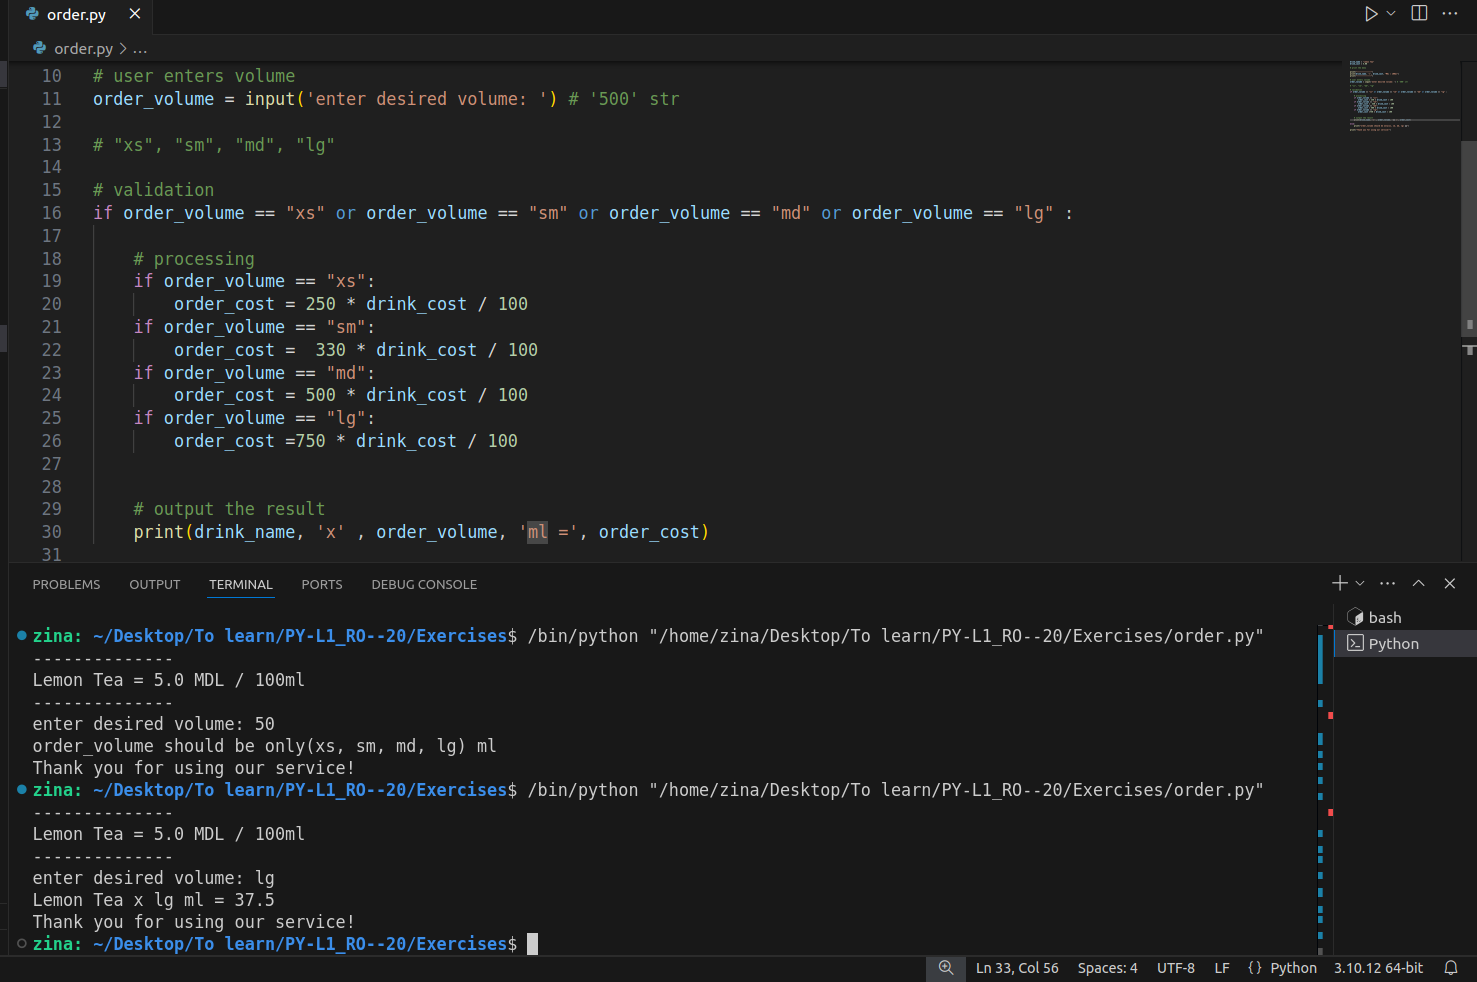 order.py
order.py > ...
10 # user enters volume
11 order_volume = input('enter desired volume: ') # '500' str
12
13 # "xs", "sm", "md", "lg"
14
15 # validation
16 if order_volume == "xs" or order_volume == "sm" or order_volume == "md" or order_volume == "lg" :
17
18 # processing
19 if order_volume == "xs":
20 order_cost = 250 * drink_cost / 100
21 if order_volume == "sm":
22 order_cost =  330 * drink_cost / 100
23 if order_volume == "md":
24 order_cost = 500 * drink_cost / 100
25 if order_volume == "lg":
26 order_cost =750 * drink_cost / 100
27
28
29 # output the result
30 print(drink_name, 'x' , order_volume, 'ml =', order_cost)
31
PROBLEMS OUTPUT TERMINAL PORTS DEBUG CONSOLE
bash
Python
zina: ~/Desktop/To learn/PY-L1_RO--20/Exercises$ /bin/python "/home/zina/Desktop/To learn/PY-L1_RO--20/Exercises/order.py"
--------------
Lemon Tea = 5.0 MDL / 100ml
--------------
enter desired volume: 50
order_volume should be only(xs, sm, md, lg) ml
Thank you for using our service!
zina: ~/Desktop/To learn/PY-L1_RO--20/Exercises$ /bin/python "/home/zina/Desktop/To learn/PY-L1_RO--20/Exercises/order.py"
--------------
Lemon Tea = 5.0 MDL / 100ml
--------------
enter desired volume: lg
Lemon Tea x lg ml = 37.5
Thank you for using our service!
zina: ~/Desktop/To learn/PY-L1_RO--20/Exercises$
Ln 33, Col 56 Spaces: 4 UTF-8 LF {} Python 3.10.12 64-bit